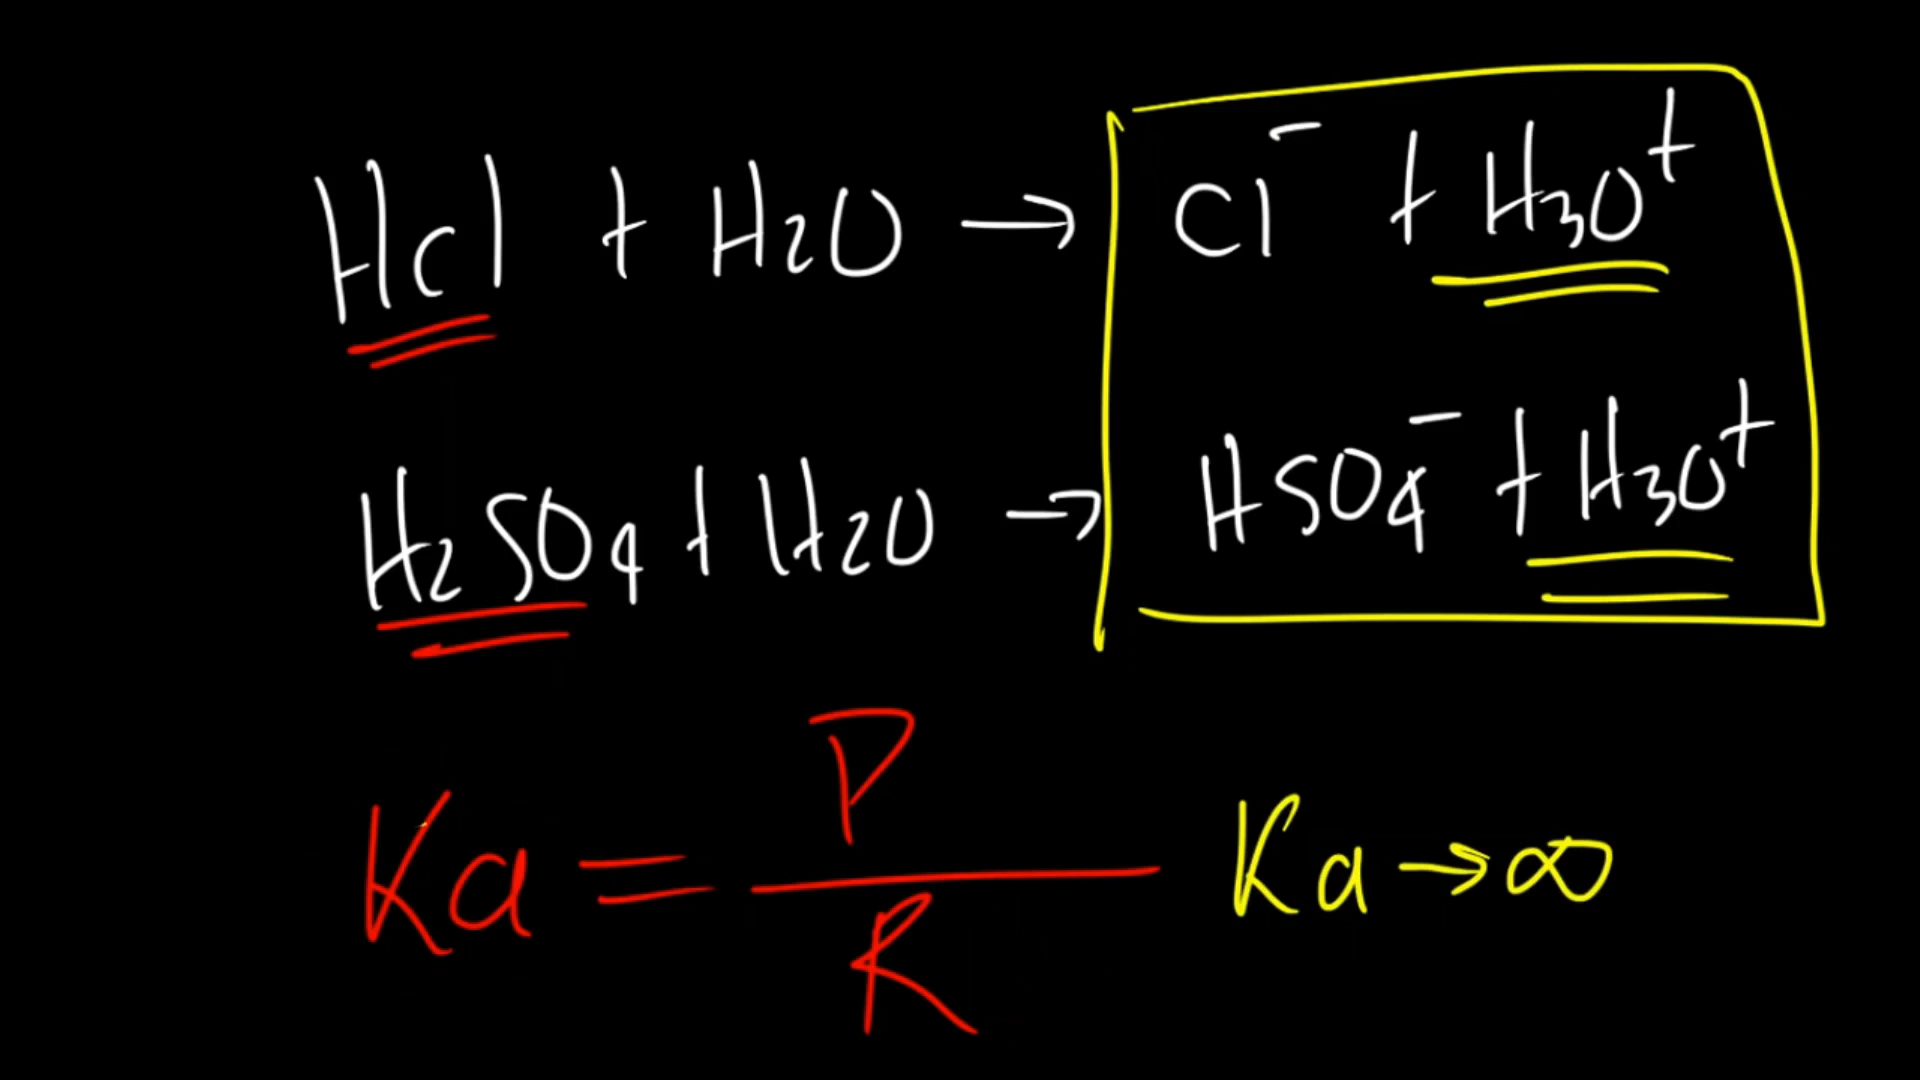 HCl + H₂O → Cl⁻ + H₃O⁺
H₂SO₄ + H₂O → HSO₄⁻ + H₃O⁺
Ka = P/R Ka → ∞